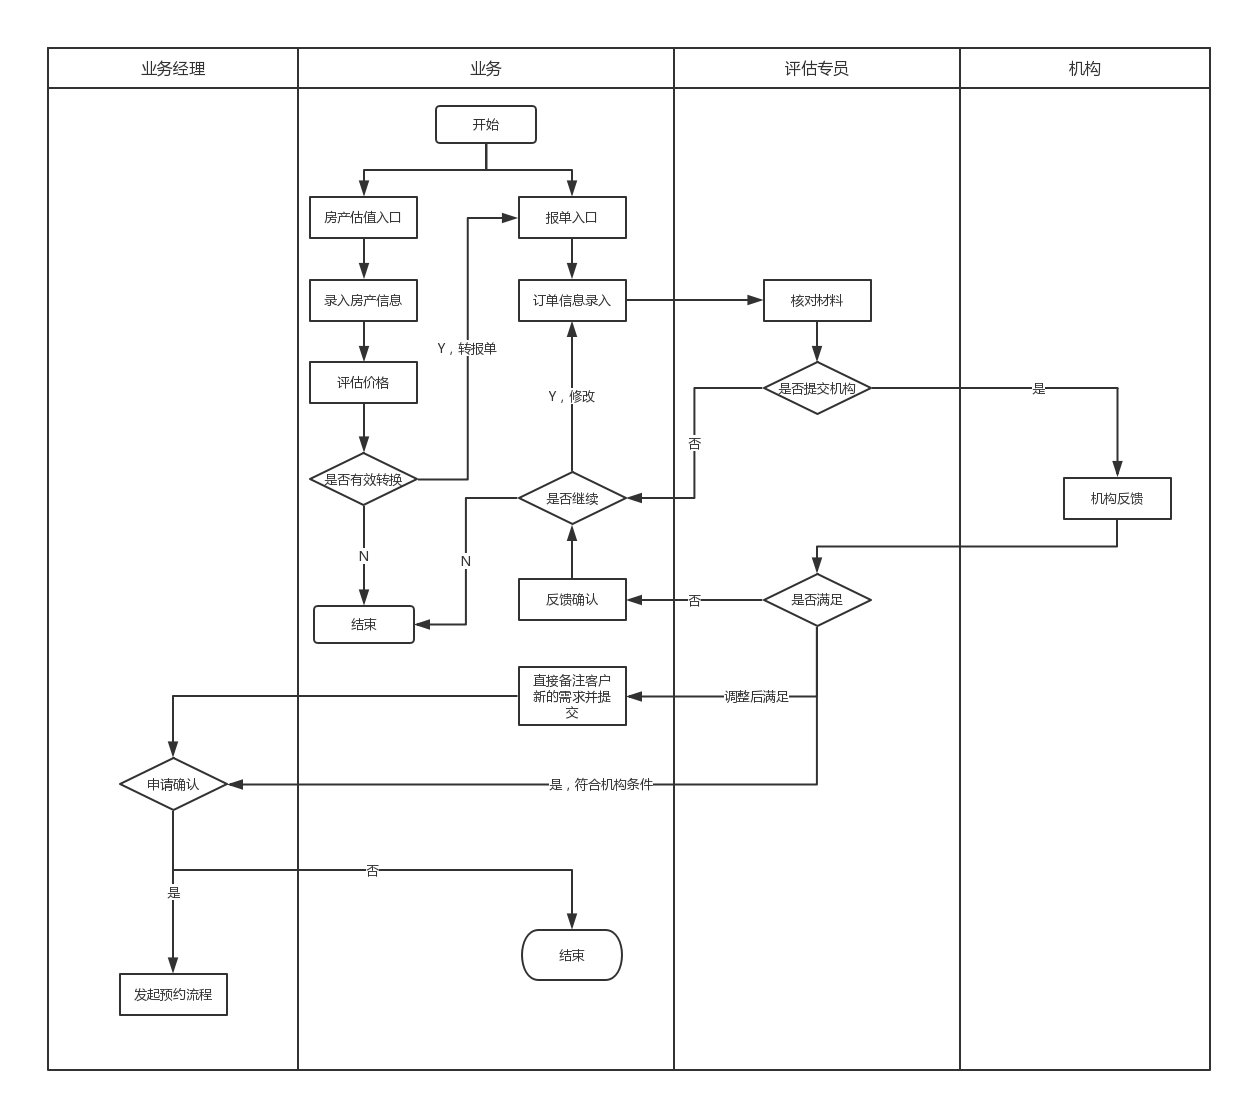 业务经理
业务
评估专员
机构
开始
房产估值入口
报单入口
录入房产信息
订单信息录入
核对材料
Y，转报单
评估价格
Y，修改
是否提交机构
是
否
是否有效转换
是否继续
机构反馈
N
N
反馈确认
否
是否满足
结束
直接备注客户
新的需求并提
交
调整后满足
申请确认
是，符合机构条件
否
是
结束
发起预约流程